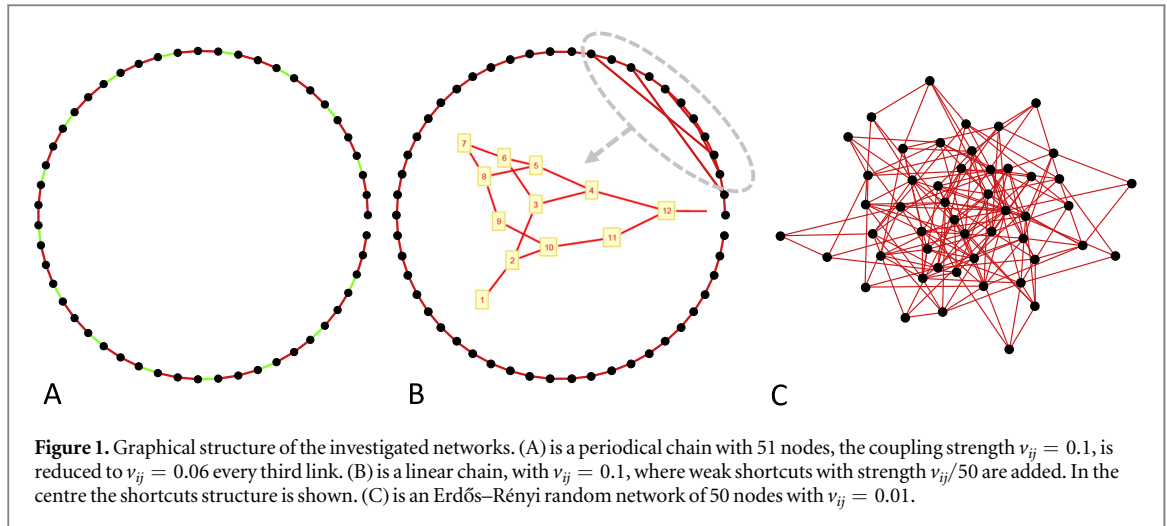 7
6
5
8
4
3
12
9
11
10
2
1
A
B
C
Figure 1. Graphical structure of the investigated networks. (A) is a periodical chain with 51 nodes, the coupling strength νij = 0.1, is
reduced to νij = 0.06 every third link. (B) is a linear chain, with νij = 0.1, where weak shortcuts with strength νij/50 are added. In the
centre the shortcuts structure is shown. (C) is an Erdős–Rényi random network of 50 nodes with νij = 0.01.